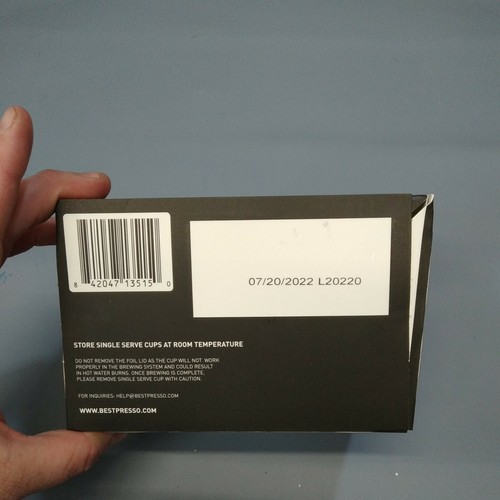 8 42047 13515 0
07/20/2022 L20220
STORE SINGLE SERVE CUPS AT ROOM TEMPERATURE
DO NOT REMOVE THE FOIL LID AS THE CUP WILL NOT WORK
PROPERLY IN THE BREWING SYSTEM AND COULD RESULT
IN HOT WATER BURNS. ONCE BREWING IS COMPLETE,
PLEASE REMOVE SINGLE SERVE CUP WITH CAUTION.
FOR INQUIRIES: HELP@BESTPRESSO.COM
WWW.BESTPRESSO.COM